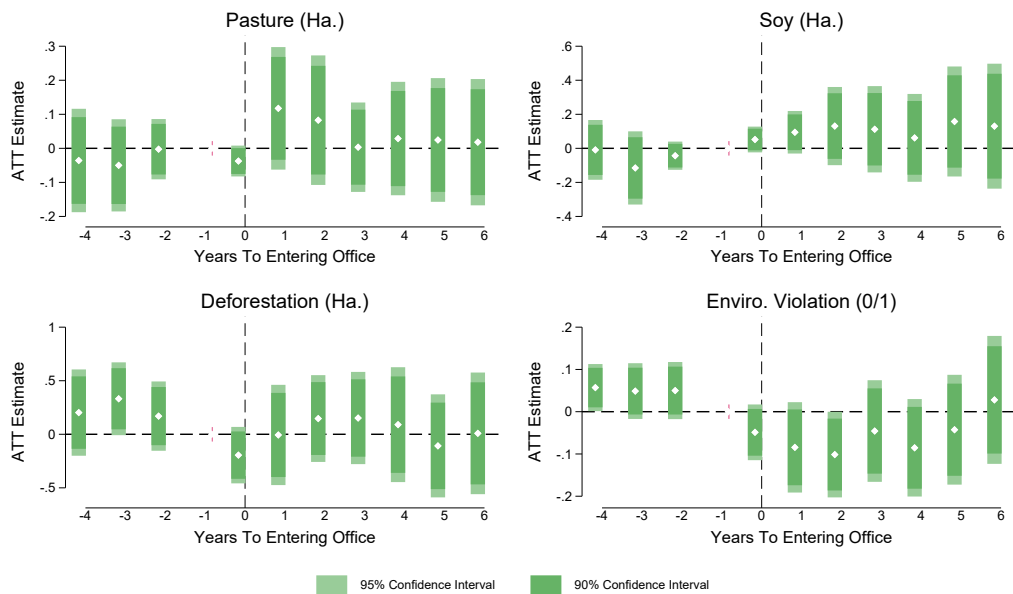 Pasture (Ha.)
ATT Estimate
.3
.2
.1
0
-.1
-.2
-4 -3 -2 -1 0 1 2 3 4 5 6
Years To Entering Office
Soy (Ha.)
ATT Estimate
.6
.4
.2
0
-.2
-.4
-4 -3 -2 -1 0 1 2 3 4 5 6
Years To Entering Office
Deforestation (Ha.)
ATT Estimate
1
.5
0
-.5
-4 -3 -2 -1 0 1 2 3 4 5 6
Years To Entering Office
Enviro. Violation (0/1)
ATT Estimate
.2
.1
0
-.1
-.2
-4 -3 -2 -1 0 1 2 3 4 5 6
Years To Entering Office
95% Confidence Interval
90% Confidence Interval